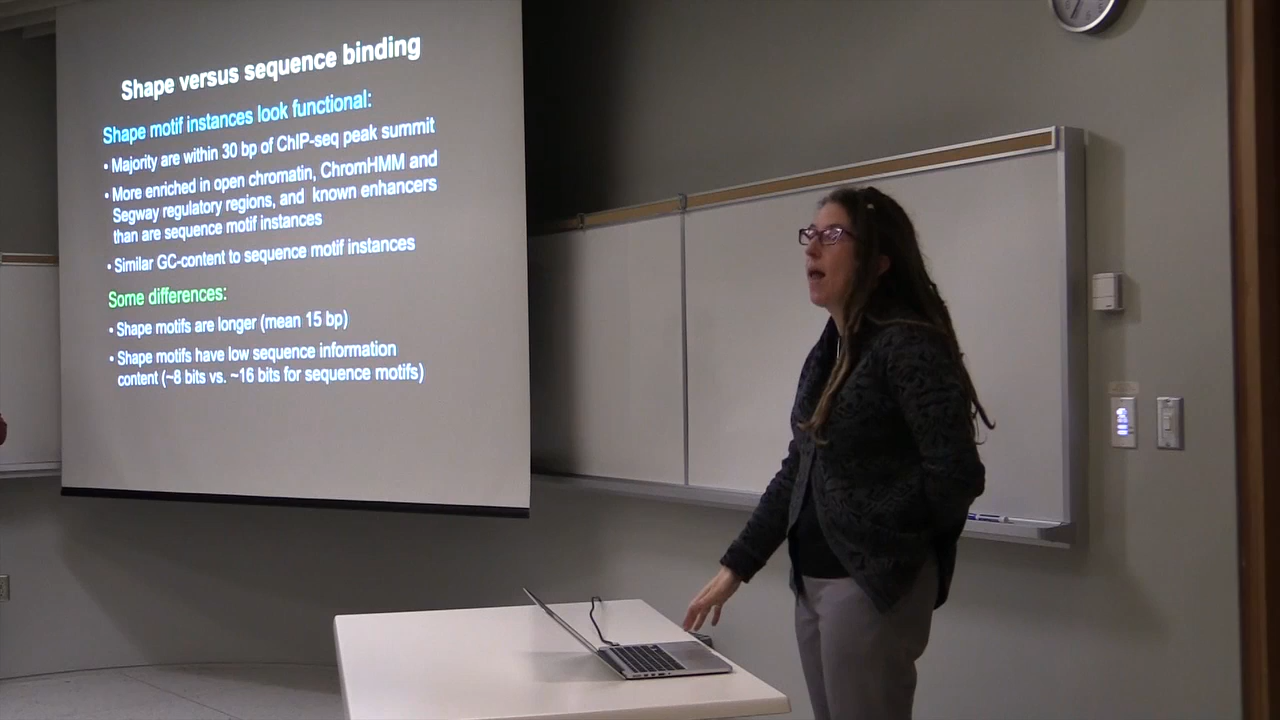 Shape versus sequence binding
Shape motif instances look functional:
• Majority are within 30 bp of ChIP-seq peak summit
• More enriched in open chromatin, ChromHMM and
Segway regulatory regions, and known enhancers
than are sequence motif instances
• Similar GC-content to sequence motif instances
Some differences:
• Shape motifs are longer (mean 15 bp)
• Shape motifs have low sequence information
content (~8 bits vs. ~16 bits for sequence motifs)